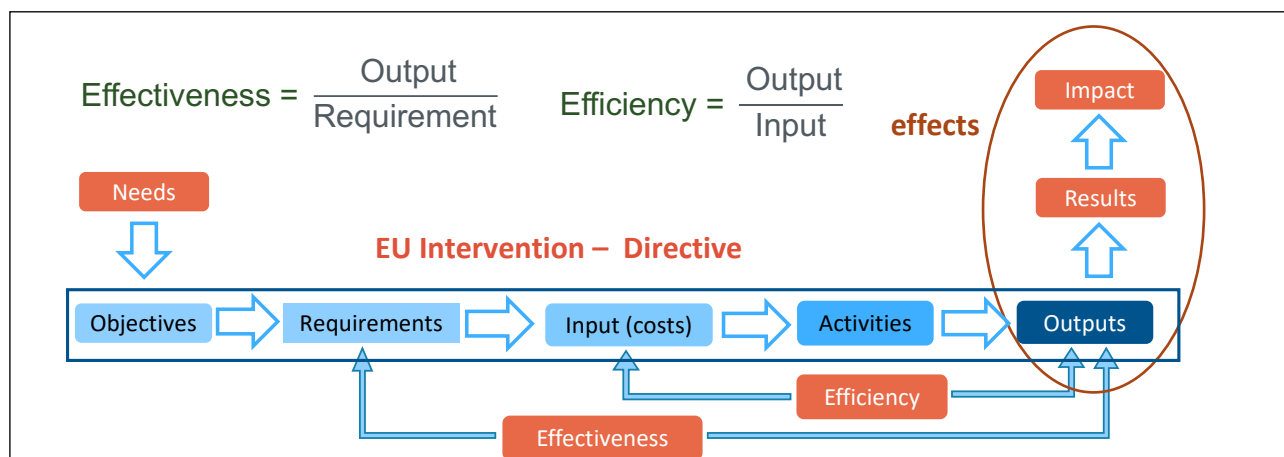 Effectiveness = Output / Requirement
Efficiency = Output / Input
effects
Impact
Results
Needs
EU Intervention – Directive
Objectives
Requirements
Input (costs)
Activities
Outputs
Efficiency
Effectiveness